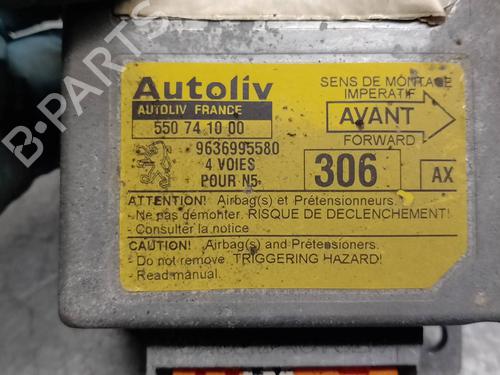 Autoliv
AUTOLIV FRANCE
550 74 10 00
9636995580
4 VOIES
POUR N5
SENS DE MONTAGE
IMPERATIF
AVANT
FORWARD
306
AX
ATTENTION! Airbag(s) et Prétensionneurs.
- Ne pas démonter. RISQUE DE DECLENCHEMENT!
- Consulter la notice
CAUTION! Airbag(s) and Prétensioners.
- Do not remove. TRIGGERING HAZARD!
- Read manual.
B-PARTS